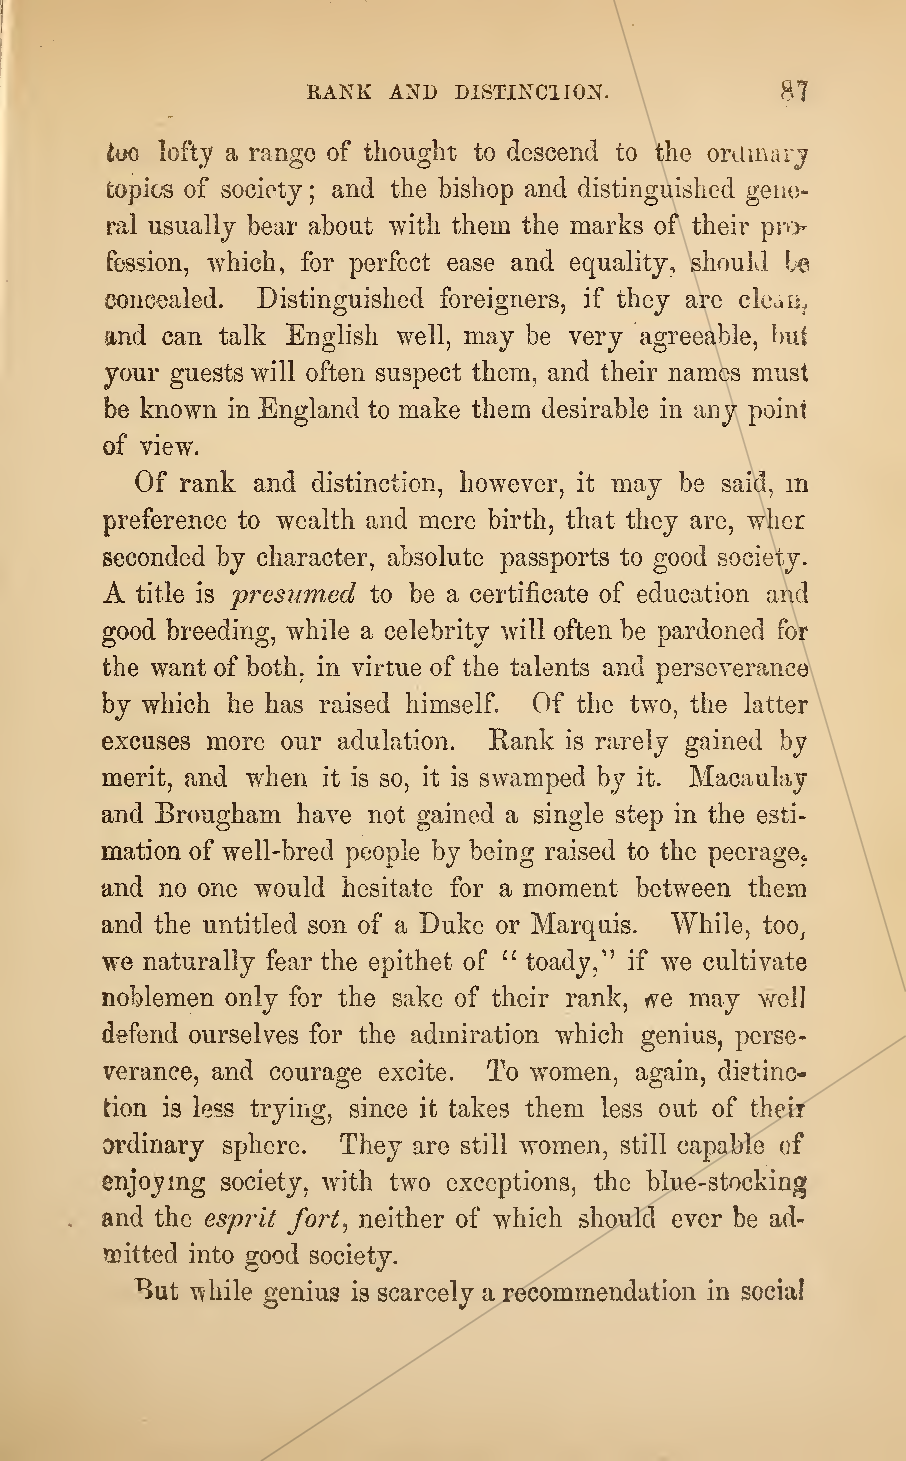 RANK AND DISTINCTION. 87
too lofty a range of thought to descend to the ordinary
topics of society; and the bishop and distinguished gene-
ral usually bear about with them the marks of their pro-
fession, which, for perfect ease and equality, should be
concealed. Distinguished foreigners, if they are clean,
and can talk English well, may be very agreeable, but
your guests will often suspect them, and their names must
be known in England to make them desirable in any point
of view.
Of rank and distinction, however, it may be said, in
preference to wealth and mere birth, that they are, when
seconded by character, absolute passports to good society.
A title is presumed to be a certificate of education and
good breeding, while a celebrity will often be pardoned for
the want of both, in virtue of the talents and perseverance
by which he has raised himself. Of the two, the latter
excuses more our adulation. Rank is rarely gained by
merit, and when it is so, it is swamped by it. Macaulay
and Brougham have not gained a single step in the esti-
mation of well-bred people by being raised to the peerage,
and no one would hesitate for a moment between them
and the untitled son of a Duke or Marquis. While, too,
we naturally fear the epithet of "toady," if we cultivate
noblemen only for the sake of their rank, we may well
defend ourselves for the admiration which genius, perse-
verance, and courage excite. To women, again, distinc-
tion is less trying, since it takes them less out of their
ordinary sphere. They are still women, still capable of
enjoying society, with two exceptions, the blue-stocking
and the esprit fort, neither of which should ever be ad-
mitted into good society.
But while genius is scarcely a recommendation in social